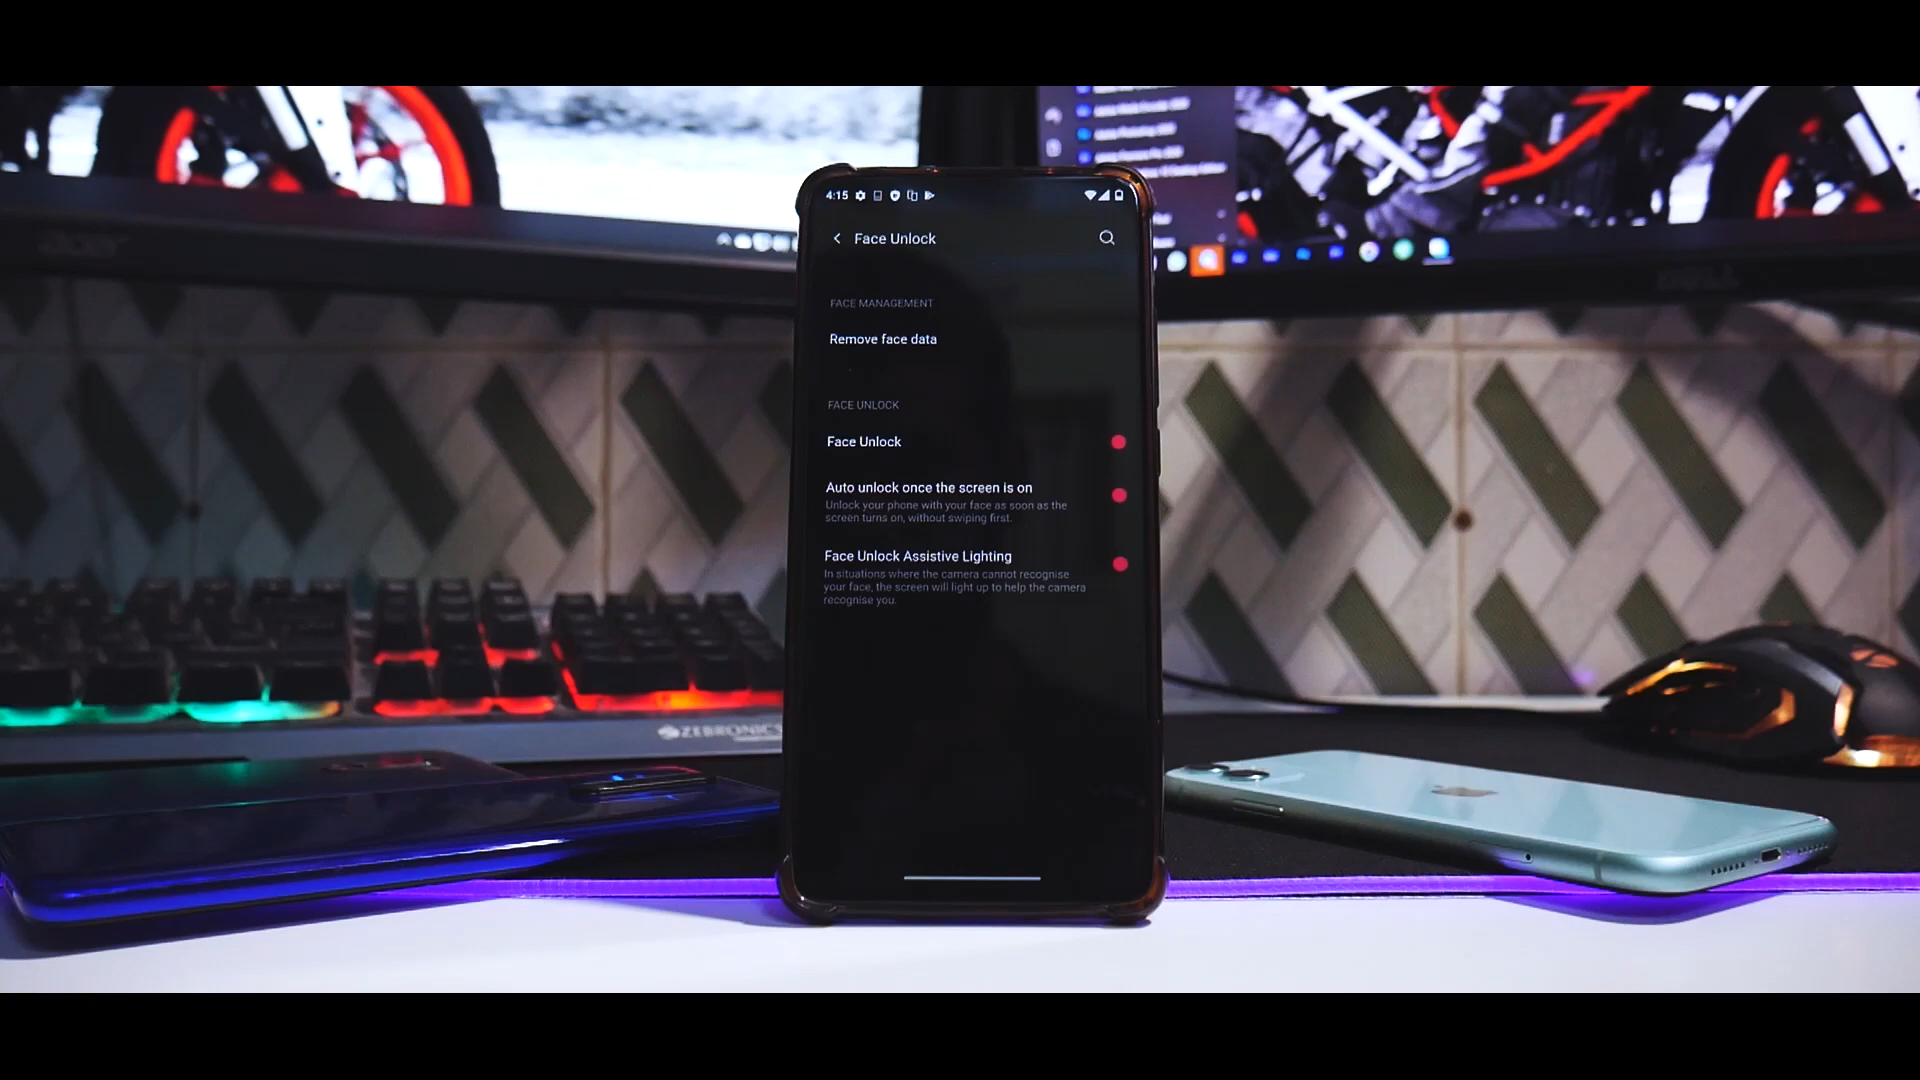 4:15
Face Unlock
FACE MANAGEMENT
Remove face data
FACE UNLOCK
Face Unlock
Auto unlock once the screen is on
Unlock your phone with your face as soon as the
screen turns on, without swiping first.
Face Unlock Assistive Lighting
In situations where the camera cannot recognise
your face, the screen will light up to help the camera
recognise you.
acer
DELL
ZEBRONICS